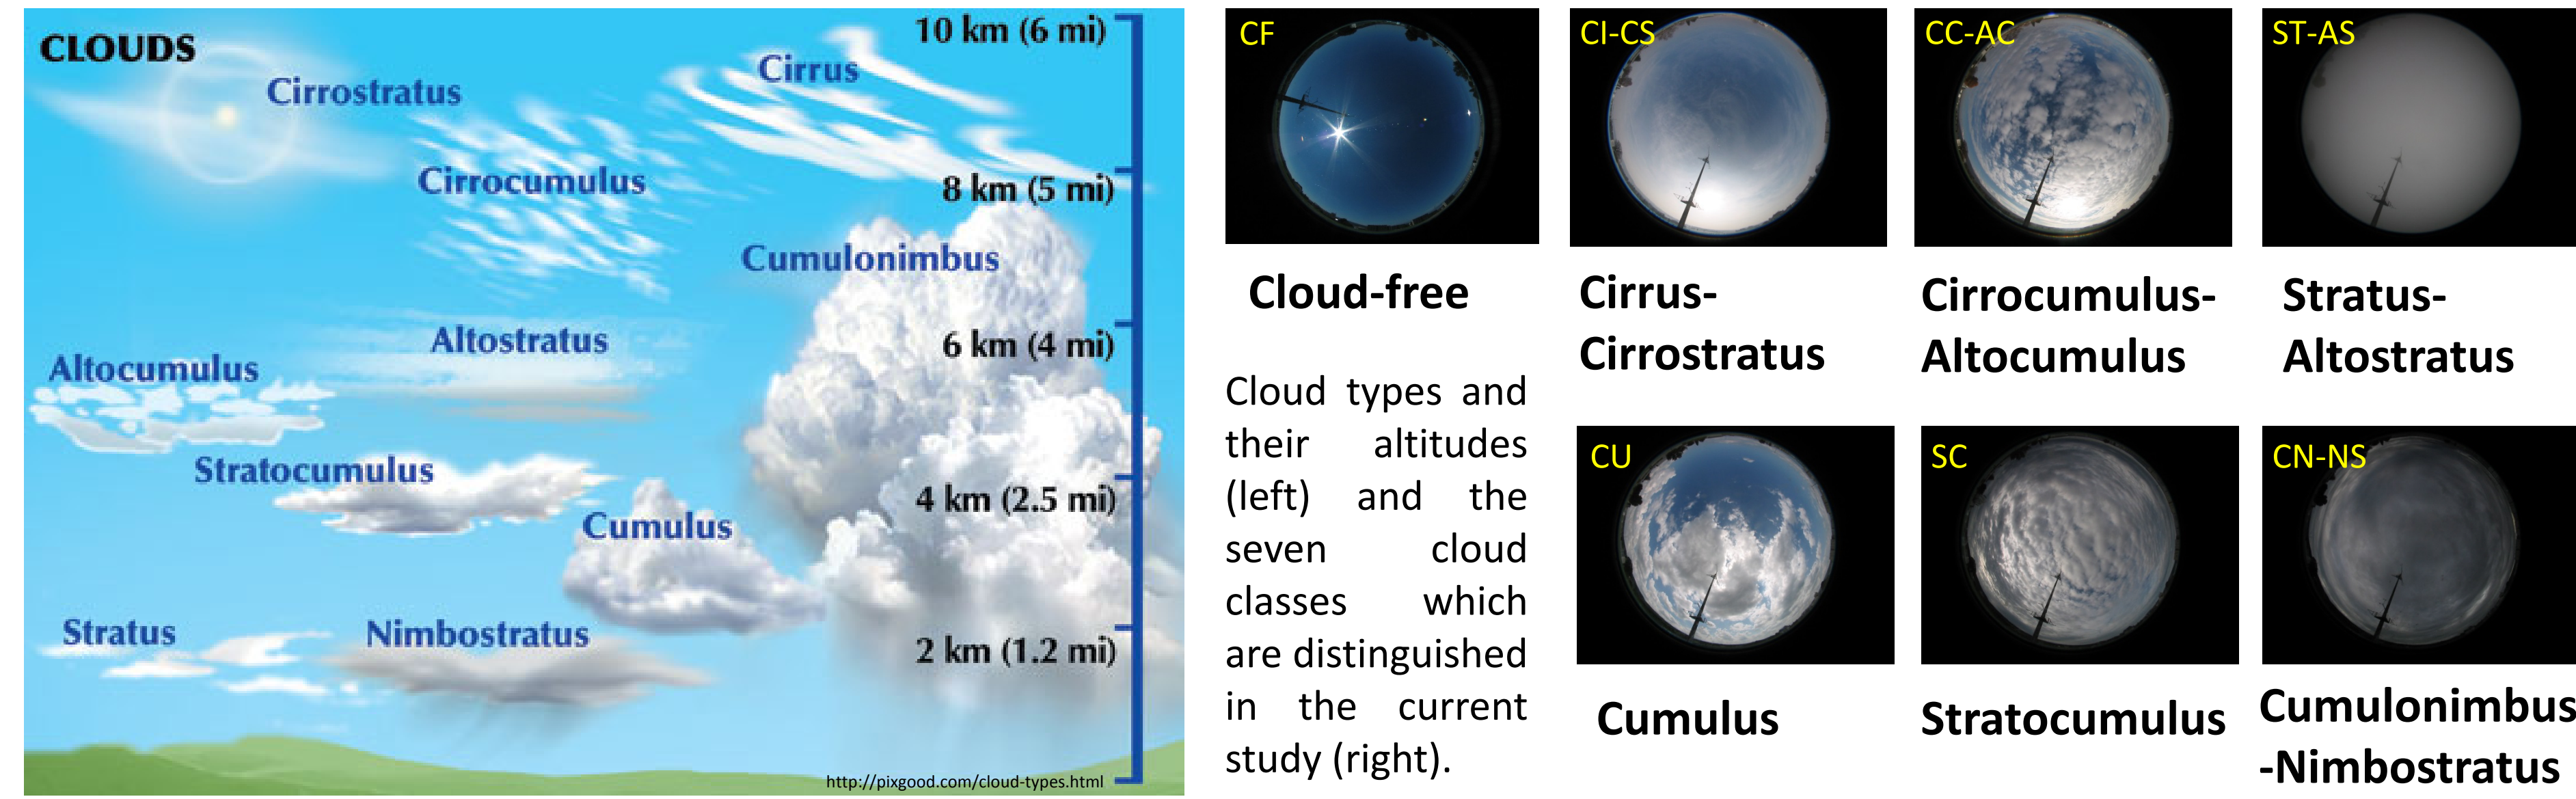 CLOUDS
10 km (6 mi)
Cirrus
Cirrostratus
Cirrocumulus
8 km (5 mi)
Cumulonimbus
Altostratus
6 km (4 mi)
Altocumulus
Stratocumulus
4 km (2.5 mi)
Cumulus
Stratus
Nimbostratus
2 km (1.2 mi)
http://pixgood.com/cloud-types.html
CF
Cloud-free
CI-CS
Cirrus-
Cirrostratus
CC-AC
Cirrocumulus-
Altocumulus
ST-AS
Stratus-
Altostratus
Cloud types and
their altitudes
(left) and the
seven cloud
classes which
are distinguished
in the current
study (right).
CU
Cumulus
SC
Stratocumulus
CN-NS
Cumulonimbus
-Nimbostratus